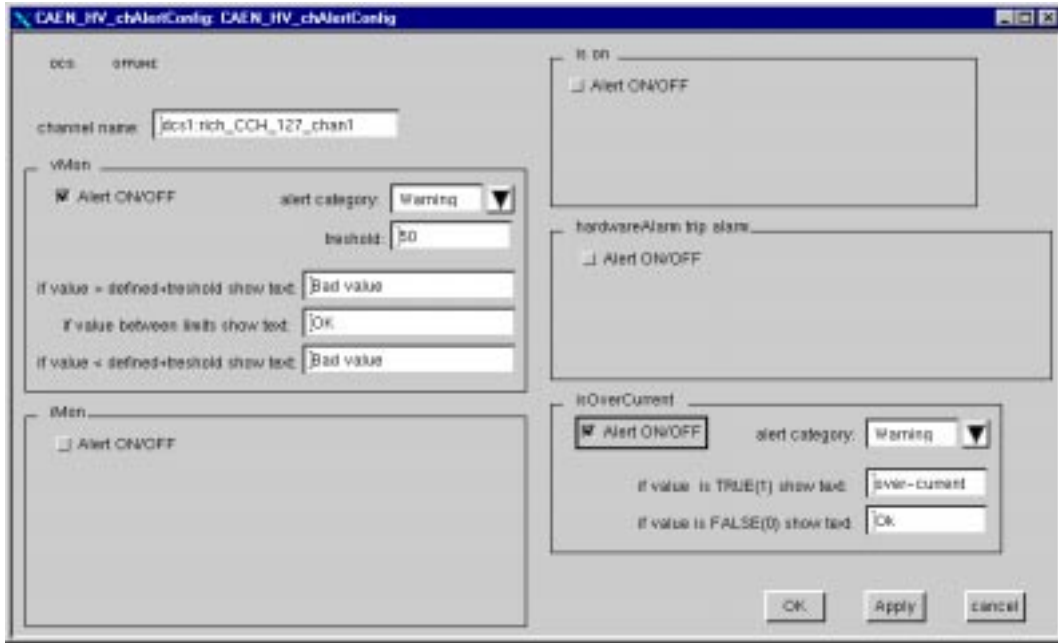 CAEN_HV_chAlertConfig: CAEN_HV_chAlertConfig
DCS OFFLINE
channel name: dcs1:rich_CCH_127_chan1
vMon
Alert ON/OFF alert category: Warning
treshold: 50
if value > defined+treshold show text: Bad value
if value between limits show text: OK
if value < defined+treshold show text: Bad value
iMon
Alert ON/OFF
is on
Alert ON/OFF
hardwareAlarm trip alarm
Alert ON/OFF
isOverCurrent
Alert ON/OFF alert category: Warning
if value is TRUE(1) show text: over-current
if value is FALSE(0) show text: Ok
OK Apply cancel